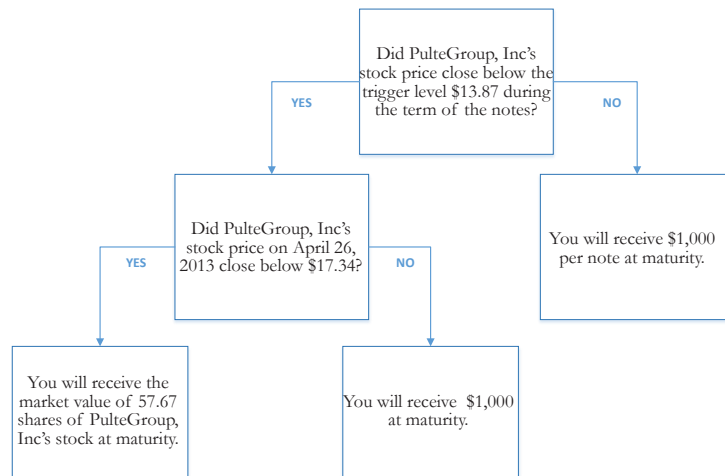 Did PulteGroup, Inc's
stock price close below the
trigger level $13.87 during
the term of the notes?
YES
NO
Did PulteGroup, Inc's
stock price on April 26,
2013 close below $17.34?
You will receive $1,000
per note at maturity.
YES
NO
You will receive the
market value of 57.67
shares of PulteGroup,
Inc's stock at maturity.
You will receive $1,000
at maturity.